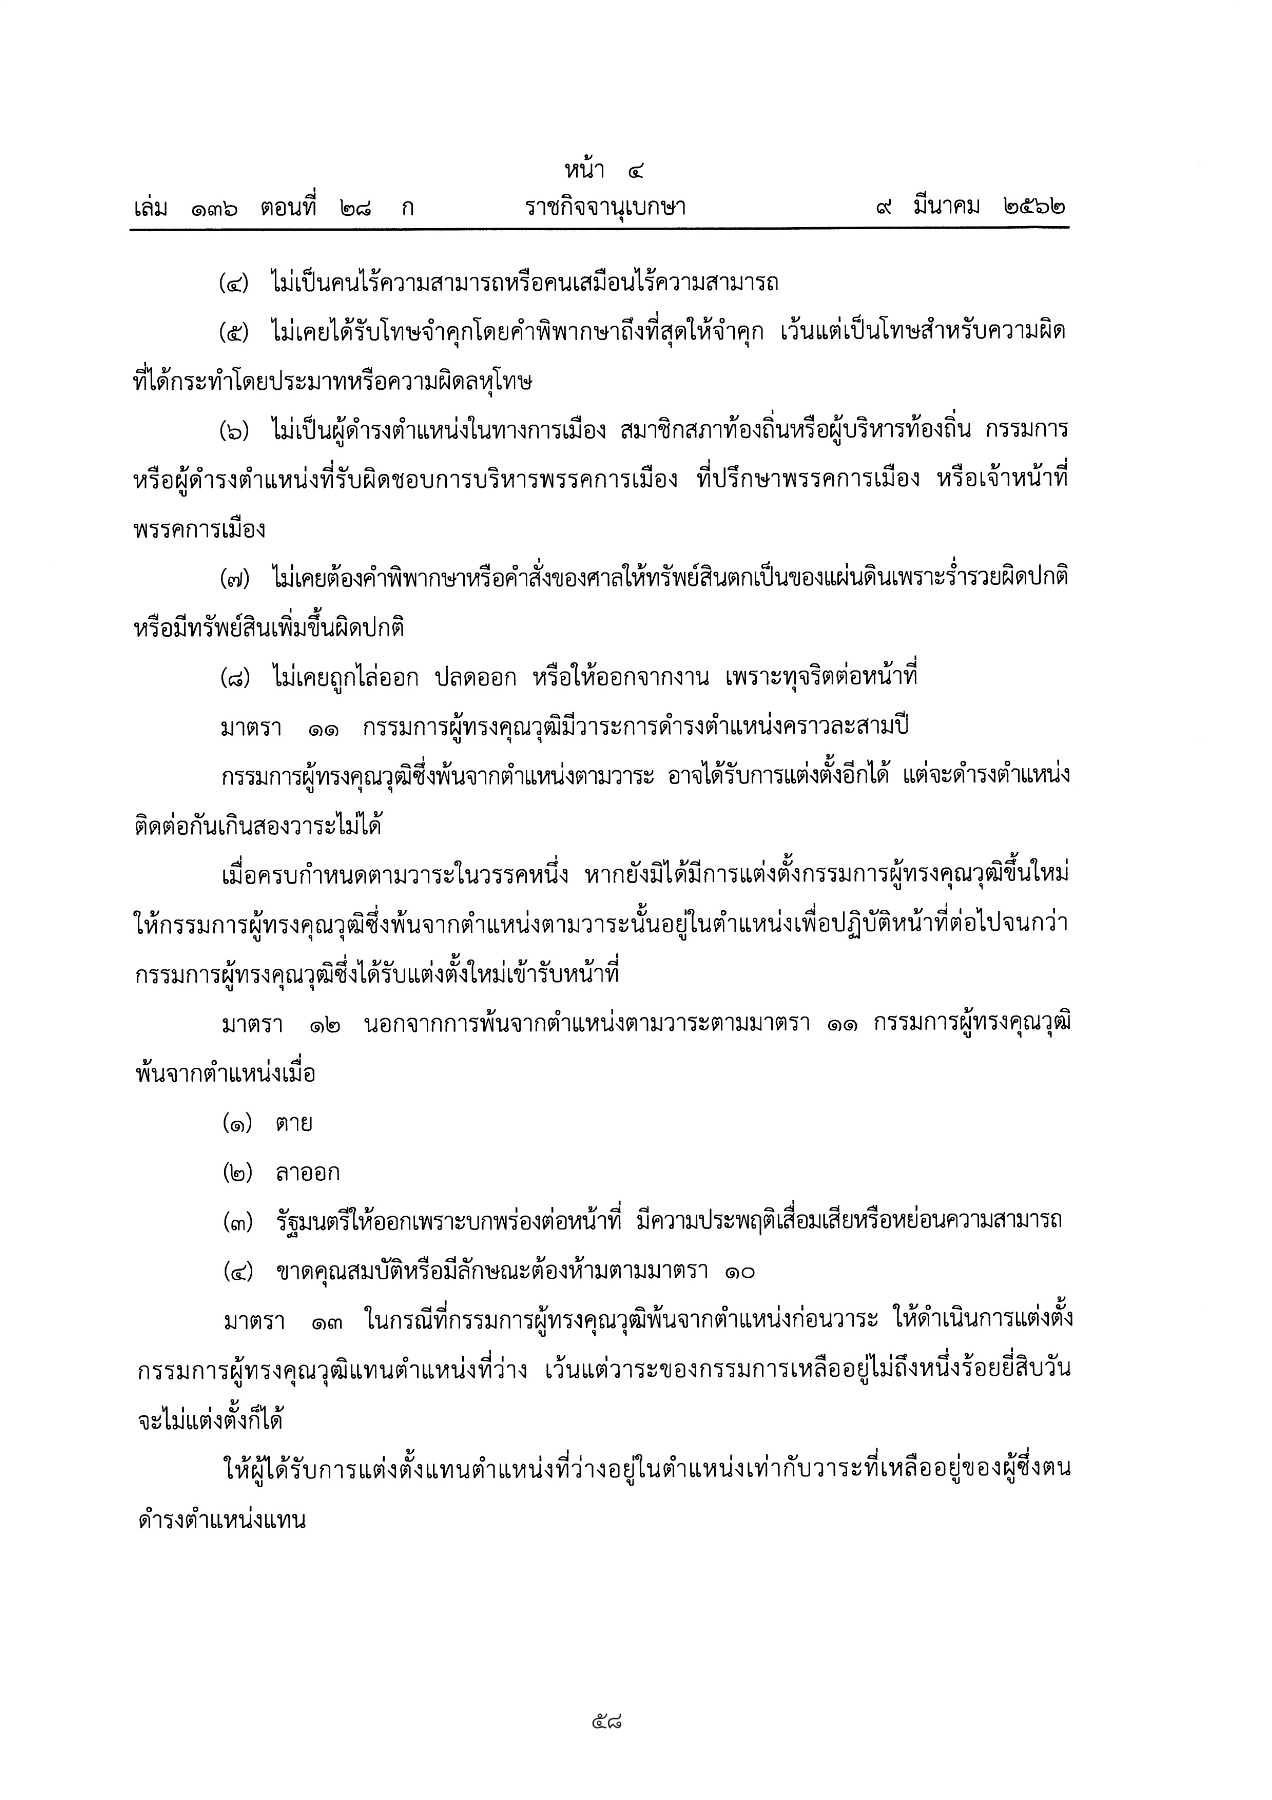 หน้า ๔
เล่ม ๑๓๖ ตอนที่ ๒๘ ก ราชกิจจานุเบกษา ๙ มีนาคม ๒๕๖๒
(๔) ไม่เป็นคนไร้ความสามารถหรือคนเสมือนไร้ความสามารถ
(๕) ไม่เคยได้รับโทษจำคุกโดยคำพิพากษาถึงที่สุดให้จำคุก เว้นแต่เป็นโทษสำหรับความผิด
ที่ได้กระทำโดยประมาทหรือความผิดลหุโทษ
(๖) ไม่เป็นผู้ดำรงตำแหน่งในทางการเมือง สมาชิกสภาท้องถิ่นหรือผู้บริหารท้องถิ่น กรรมการ
หรือผู้ดำรงตำแหน่งที่รับผิดชอบการบริหารพรรคการเมือง ที่ปรึกษาพรรคการเมือง หรือเจ้าหน้าที่
พรรคการเมือง
(๗) ไม่เคยต้องคำพิพากษาหรือคำสั่งของศาลให้ทรัพย์สินตกเป็นของแผ่นดินเพราะร่ำรวยผิดปกติ
หรือมีทรัพย์สินเพิ่มขึ้นผิดปกติ
(๘) ไม่เคยถูกไล่ออก ปลดออก หรือให้ออกจากงาน เพราะทุจริตต่อหน้าที่
มาตรา ๑๑ กรรมการผู้ทรงคุณวุฒิมีวาระการดำรงตำแหน่งคราวละสามปี
กรรมการผู้ทรงคุณวุฒิซึ่งพ้นจากตำแหน่งตามวาระ อาจได้รับการแต่งตั้งอีกได้ แต่จะดำรงตำแหน่ง
ติดต่อกันเกินสองวาระไม่ได้
เมื่อครบกำหนดตามวาระในวรรคหนึ่ง หากยังมิได้มีการแต่งตั้งกรรมการผู้ทรงคุณวุฒิขึ้นใหม่
ให้กรรมการผู้ทรงคุณวุฒิซึ่งพ้นจากตำแหน่งตามวาระนั้นอยู่ในตำแหน่งเพื่อปฏิบัติหน้าที่ต่อไปจนกว่า
กรรมการผู้ทรงคุณวุฒิซึ่งได้รับแต่งตั้งใหม่เข้ารับหน้าที่
มาตรา ๑๒ นอกจากการพ้นจากตำแหน่งตามวาระตามมาตรา ๑๑ กรรมการผู้ทรงคุณวุฒิ
พ้นจากตำแหน่งเมื่อ
(๑) ตาย
(๒) ลาออก
(๓) รัฐมนตรีให้ออกเพราะบกพร่องต่อหน้าที่ มีความประพฤติเสื่อมเสียหรือหย่อนความสามารถ
(๔) ขาดคุณสมบัติหรือมีลักษณะต้องห้ามตามมาตรา ๑๐
มาตรา ๑๓ ในกรณีที่กรรมการผู้ทรงคุณวุฒิพ้นจากตำแหน่งก่อนวาระ ให้ดำเนินการแต่งตั้ง
กรรมการผู้ทรงคุณวุฒิแทนตำแหน่งที่ว่าง เว้นแต่วาระของกรรมการเหลืออยู่ไม่ถึงหนึ่งร้อยยี่สิบวัน
จะไม่แต่งตั้งก็ได้
ให้ผู้ได้รับการแต่งตั้งแทนตำแหน่งที่ว่างอยู่ในตำแหน่งเท่ากับวาระที่เหลืออยู่ของผู้ซึ่งตน
ดำรงตำแหน่งแทน
๕๘